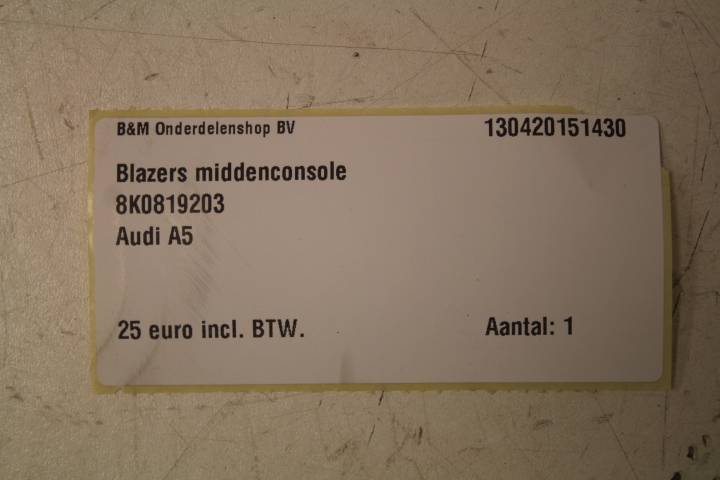 B&M Onderdelenshop BV 130420151430
Blazers middenconsole
8K0819203
Audi A5
25 euro incl. BTW. Aantal: 1